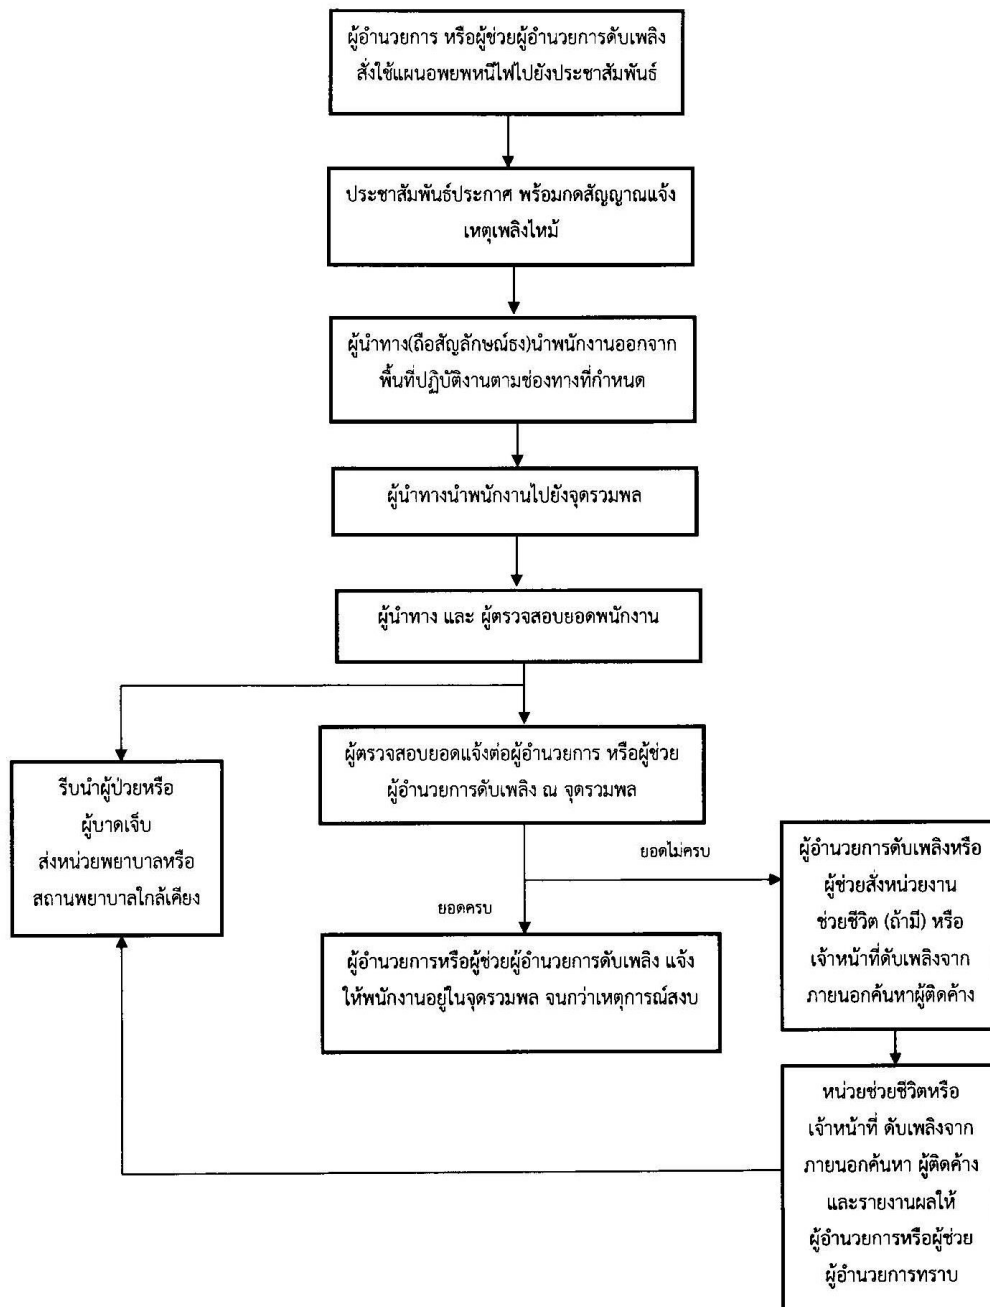 ผู้อำนวยการ หรือผู้ช่วยผู้อำนวยการดับเพลิง
สั่งใช้แผนอพยพหนีไฟไปยังประชาสัมพันธ์
ประชาสัมพันธ์ประกาศ พร้อมกดสัญญาณแจ้ง
เหตุเพลิงไหม้
ผู้นำทาง(ถือสัญลักษณ์ธง)นำพนักงานออกจาก
พื้นที่ปฏิบัติงานตามช่องทางที่กำหนด
ผู้นำทางนำพนักงานไปยังจุดรวมพล
ผู้นำทาง และ ผู้ตรวจสอบยอดพนักงาน
ผู้ตรวจสอบยอดแจ้งต่อผู้อำนวยการ หรือผู้ช่วย
ผู้อำนวยการดับเพลิง ณ จุดรวมพล
รีบนำผู้ป่วยหรือ
ผู้บาดเจ็บ
ส่งหน่วยพยาบาลหรือ
สถานพยาบาลใกล้เคียง
ยอดไม่ครบ
ยอดครบ
ผู้อำนวยการดับเพลิงหรือ
ผู้ช่วยสั่งหน่วยงาน
ช่วยชีวิต (ถ้ามี) หรือ
เจ้าหน้าที่ดับเพลิงจาก
ภายนอกค้นหาผู้ติดค้าง
ผู้อำนวยการหรือผู้ช่วยผู้อำนวยการดับเพลิง แจ้ง
ให้พนักงานอยู่ในจุดรวมพล จนกว่าเหตุการณ์สงบ
หน่วยช่วยชีวิตหรือ
เจ้าหน้าที่ ดับเพลิงจาก
ภายนอกค้นหา ผู้ติดค้าง
และรายงานผลให้
ผู้อำนวยการหรือผู้ช่วย
ผู้อำนวยการทราบ